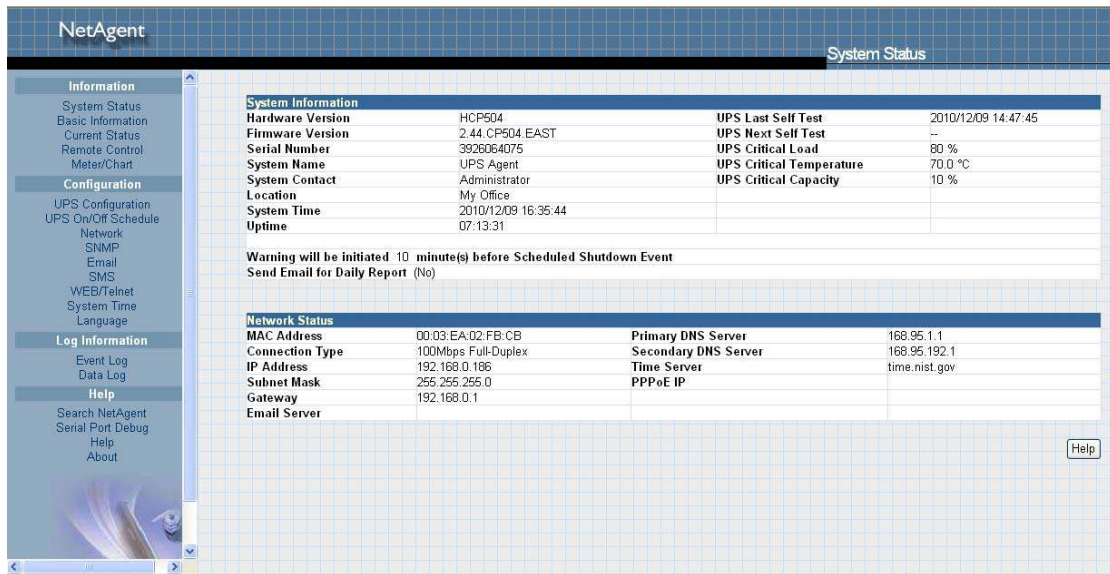 NetAgent
System Status
Information
System Status
Basic Information
Current Status
Remote Control
Meter/Chart
Configuration
UPS Configuration
UPS On/Off Schedule
Network
SNMP
Email
SMS
WEB/Telnet
System Time
Language
Log Information
Event Log
Data Log
Help
Search NetAgent
Serial Port Debug
Help
About
System Information
Hardware Version HCP504 UPS Last Self Test 2010/12/09 14:47:45
Firmware Version 2.44.CP504.EAST UPS Next Self Test --
Serial Number 3926064075 UPS Critical Load 80 %
System Name UPS Agent UPS Critical Temperature 70.0 °C
System Contact Administrator UPS Critical Capacity 10 %
Location My Office
System Time 2010/12/09 16:35:44
Uptime 07:13:31
Warning will be initiated 10 minute(s) before Scheduled Shutdown Event
Send Email for Daily Report (No)
Network Status
MAC Address 00:03:EA:02:FB:CB Primary DNS Server 168.95.1.1
Connection Type 100Mbps Full-Duplex Secondary DNS Server 168.95.192.1
IP Address 192.168.0.186 Time Server time.nist.gov
Subnet Mask 255.255.255.0 PPPoE IP
Gateway 192.168.0.1
Email Server
Help